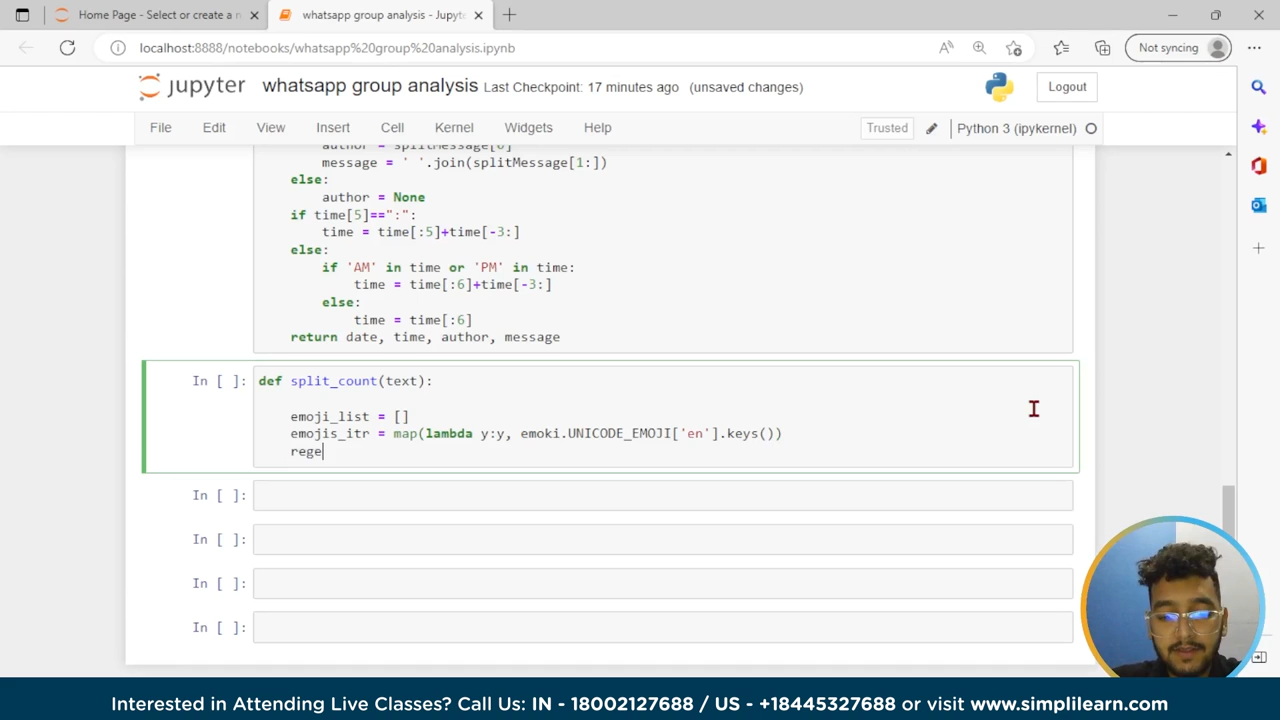 Home Page - Select or create a n
whatsapp group analysis - Jupyte
localhost:8888/notebooks/whatsapp%20group%20analysis.ipynb
Not syncing
jupyter whatsapp group analysis Last Checkpoint: 17 minutes ago (unsaved changes)
Logout
File Edit View Insert Cell Kernel Widgets Help
Trusted
Python 3 (ipykernel)
author = splitMessage[0]
message = ' '.join(splitMessage[1:])
else:
author = None
if time[5]==":":
time = time[:5]+time[-3:]
else:
if 'AM' in time or 'PM' in time:
time = time[:6]+time[-3:]
else:
time = time[:6]
return date, time, author, message
In [ ]: def split_count(text):
emoji_list = []
emojis_itr = map(lambda y:y, emoki.UNICODE_EMOJI['en'].keys())
rege
In [ ]:
In [ ]:
In [ ]:
In [ ]:
Interested in Attending Live Classes? Call Us: IN - 18002127688 / US - +18445327688 or visit www.simplilearn.com